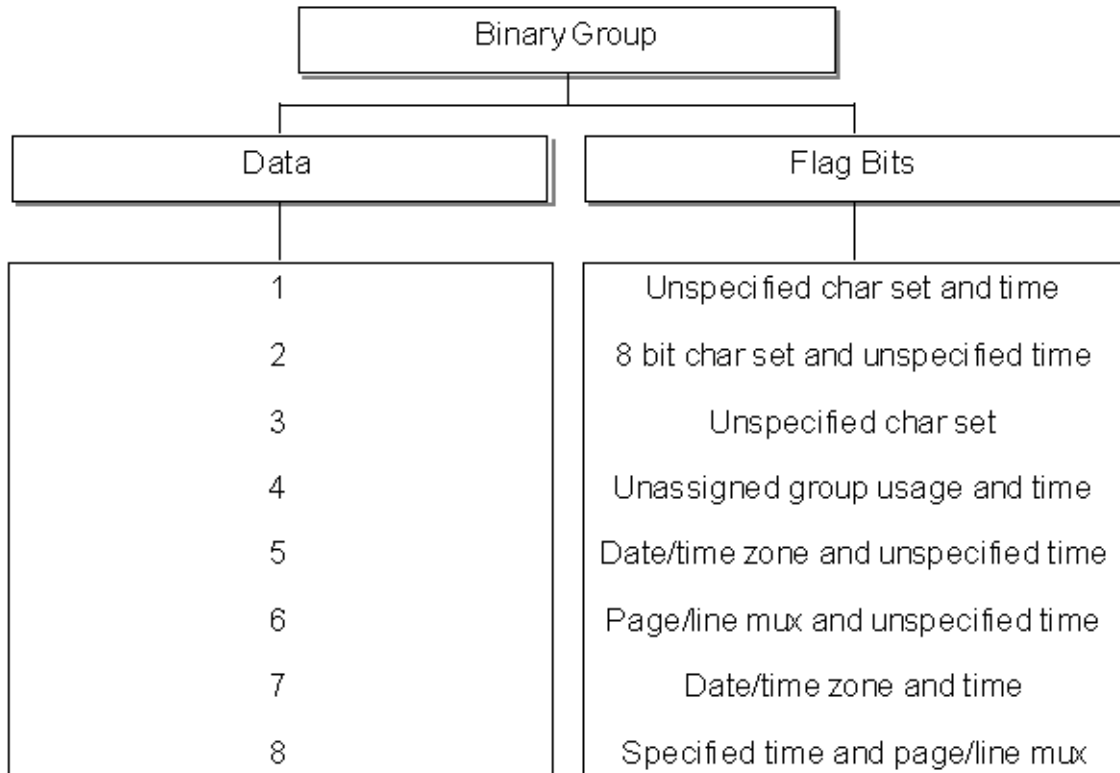 Binary Group
Data
Flag Bits
1
2
3
4
5
6
7
8
Unspecified char set and time
8 bit char set and unspecified time
Unspecified char set
Unassigned group usage and time
Date/time zone and unspecified time
Page/line mux and unspecified time
Date/time zone and time
Specified time and page/line mux